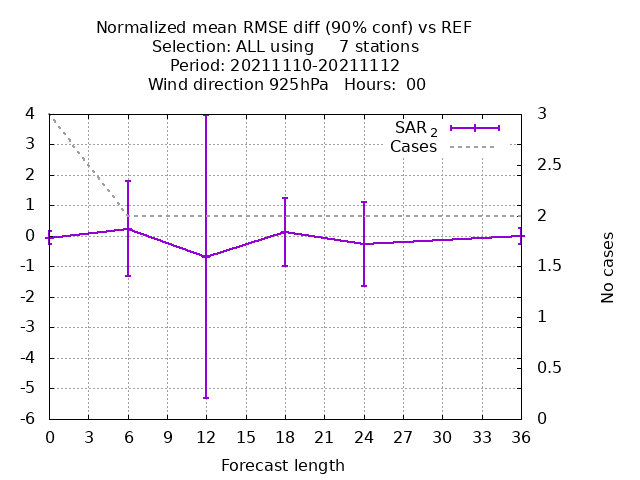 Normalized mean RMSE diff (90% conf) vs REF
Selection: ALL using     7 stations
Period: 20211110-20211112
Wind direction 925hPa   Hours:  00
SAR 2
Cases
4
3
2
1
0
-1
-2
-3
-4
-5
-6
3
2.5
2
1.5
1
0.5
0
No cases
0 3 6 9 12 15 18 21 24 27 30 33 36
Forecast length